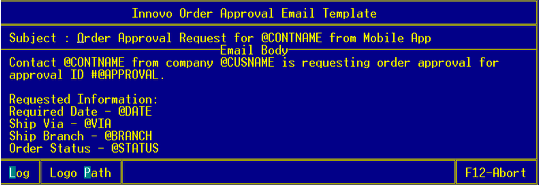 Innovo Order Approval Email Template
Subject : Order Approval Request for @CONTNAME from Mobile App
Email Body
Contact @CONTNAME from company @CUSNAME is requesting order approval for
approval ID #@APPROVAL.
Requested Information:
Required Date - @DATE
Ship Via - @VIA
Ship Branch - @BRANCH
Order Status - @STATUS
Log Logo Path F12-Abort